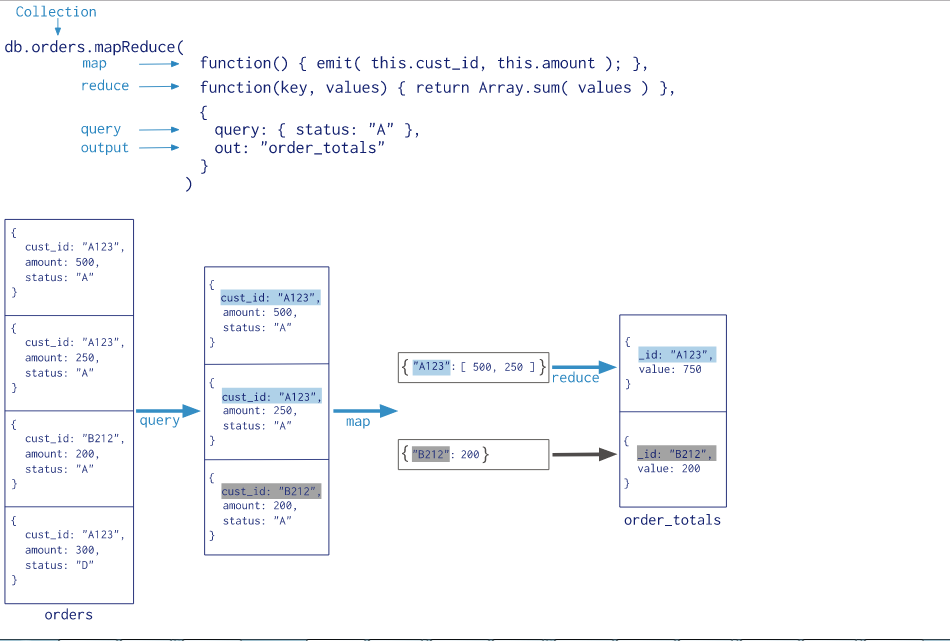 Collection
db.orders.mapReduce(
map function() { emit( this.cust_id, this.amount ); },
reduce function(key, values) { return Array.sum( values ) },
{
query query: { status: "A" },
output out: "order_totals"
}
)
{
cust_id: "A123",
amount: 500,
status: "A"
}
{
cust_id: "A123",
amount: 250,
status: "A"
}
{
cust_id: "B212",
amount: 200,
status: "A"
}
{
cust_id: "A123",
amount: 300,
status: "D"
}
orders
query
{
cust_id: "A123",
amount: 500,
status: "A"
}
{
cust_id: "A123",
amount: 250,
status: "A"
}
{
cust_id: "B212",
amount: 200,
status: "A"
}
map
{"A123": [ 500, 250 ]}
{"B212": 200}
reduce
{
_id: "A123",
value: 750
}
{
_id: "B212",
value: 200
}
order_totals